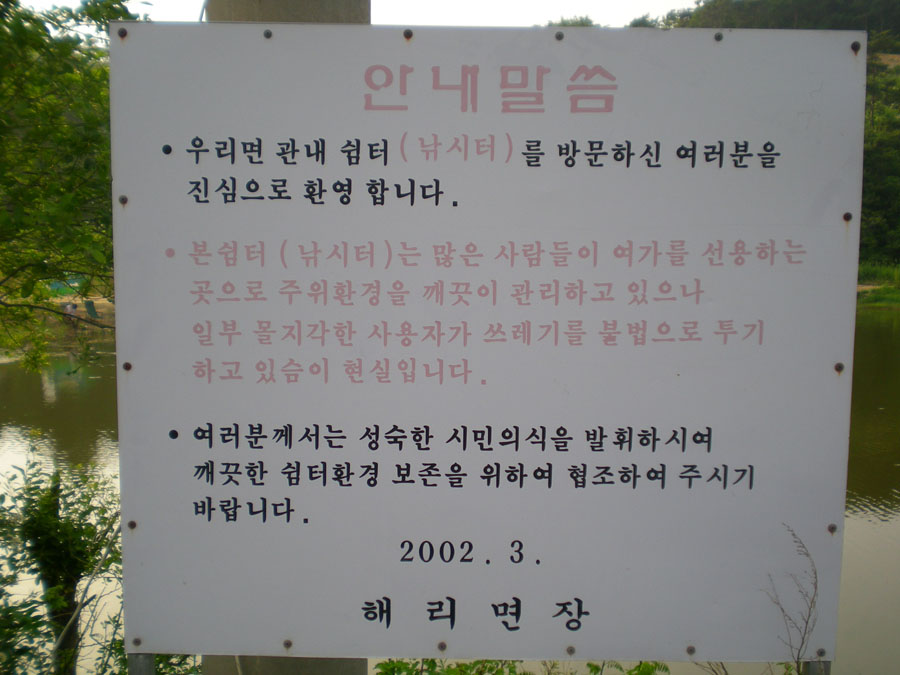 안내말씀
• 우리면 관내 쉼터 (낚시터)를 방문하신 여러분을
진심으로 환영 합니다.
• 본쉼터 (낚시터)는 많은 사람들이 여가를 선용하는
곳으로 주위환경을 깨끗이 관리하고 있으나
일부 몰지각한 사용자가 쓰레기를 불법으로 투기
하고 있슴이 현실입니다.
• 여러분께서는 성숙한 시민의식을 발휘하시여
깨끗한 쉼터환경 보존을 위하여 협조하여 주시기
바랍니다.
2002. 3.
해리면장